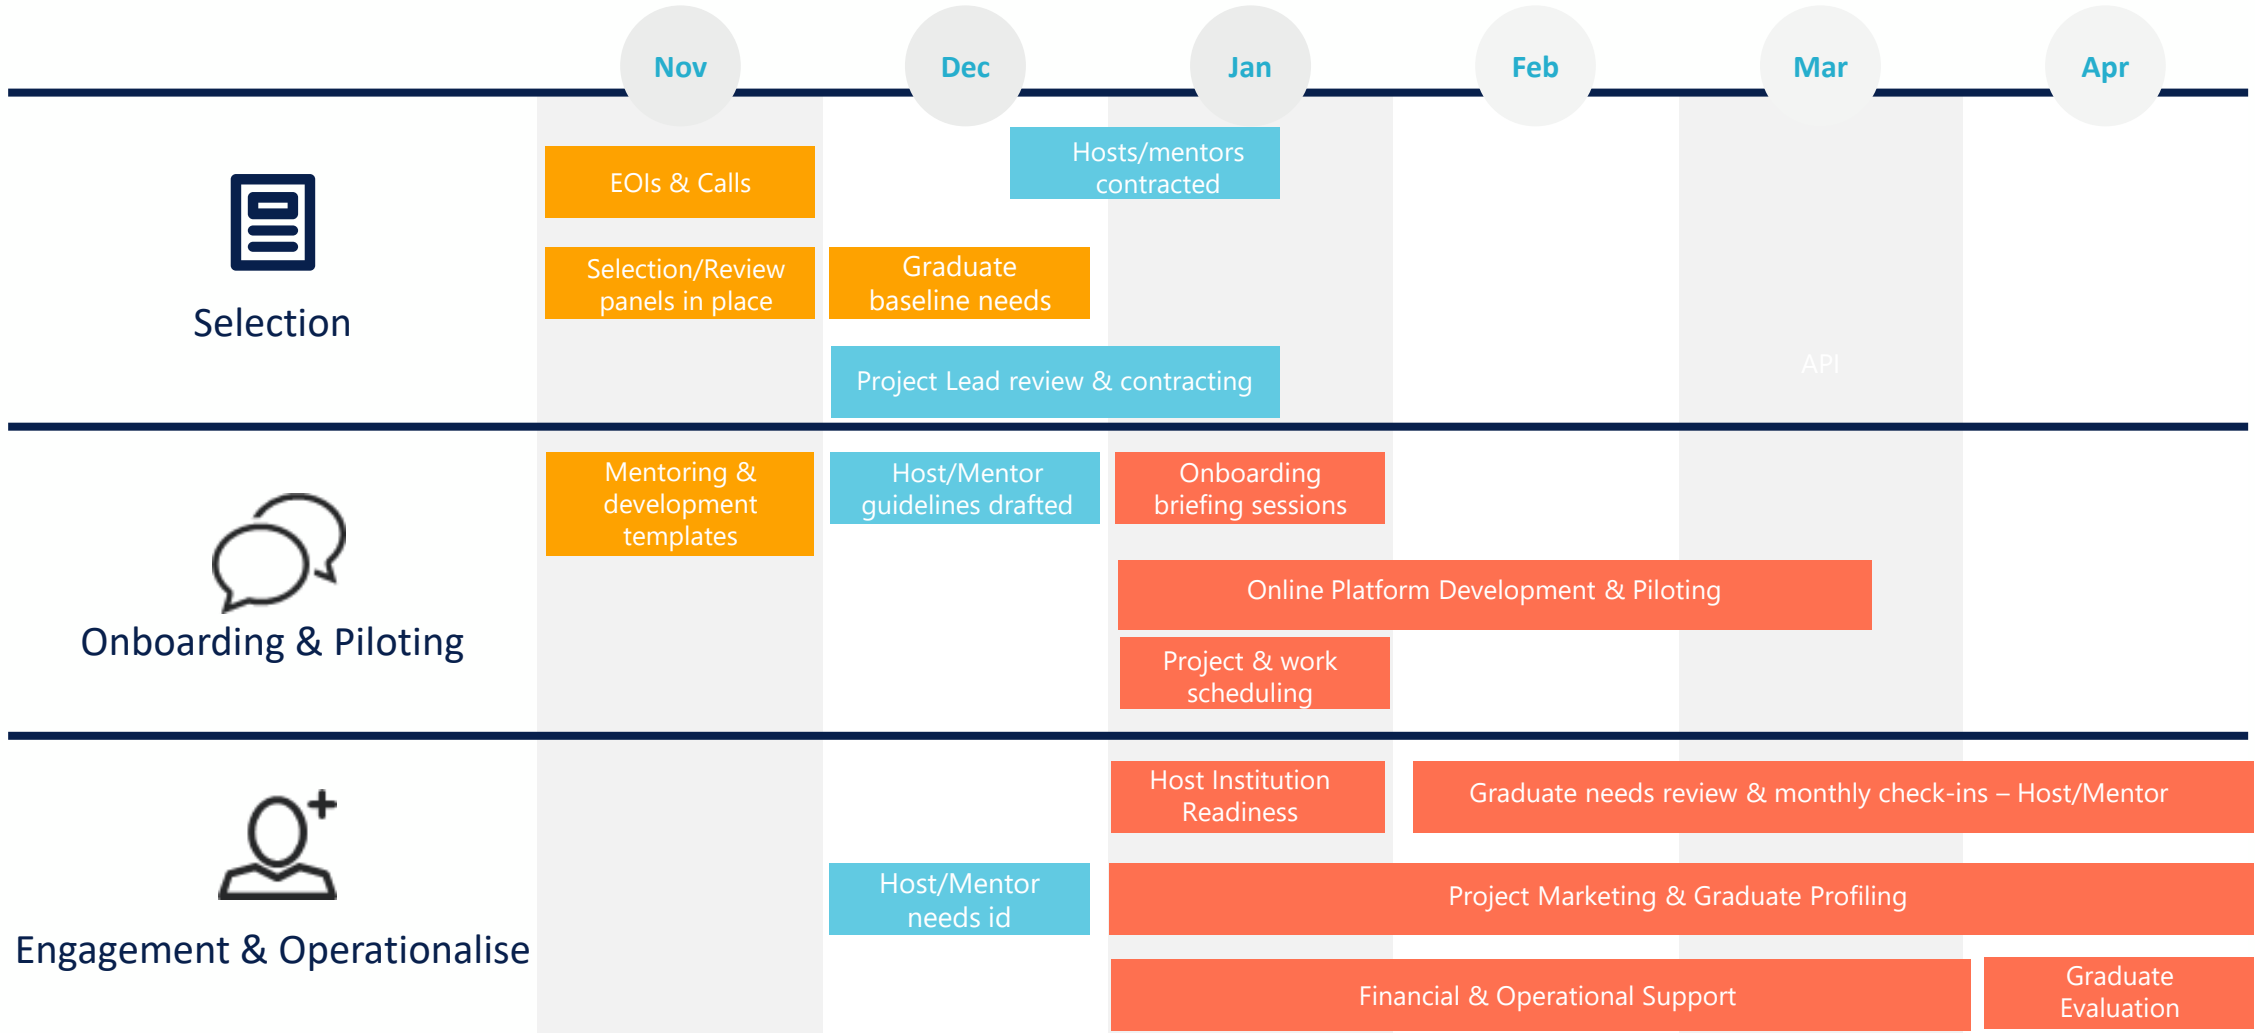 Nov
Dec
Jan
Feb
Mar
Apr
Selection
EOIs & Calls
Hosts/mentors
contracted
Selection/Review
panels in place
Graduate
baseline needs
Project Lead review & contracting
API
Onboarding & Piloting
Mentoring &
development
templates
Host/Mentor
guidelines drafted
Onboarding
briefing sessions
Online Platform Development & Piloting
Project & work
scheduling
Engagement & Operationalise
Host Institution
Readiness
Graduate needs review & monthly check-ins – Host/Mentor
Host/Mentor
needs id
Project Marketing & Graduate Profiling
Financial & Operational Support
Graduate
Evaluation